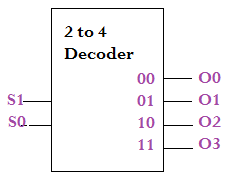 2 to 4
Decoder
00 O0
S1 01 O1
S0 10 O2
11 O3